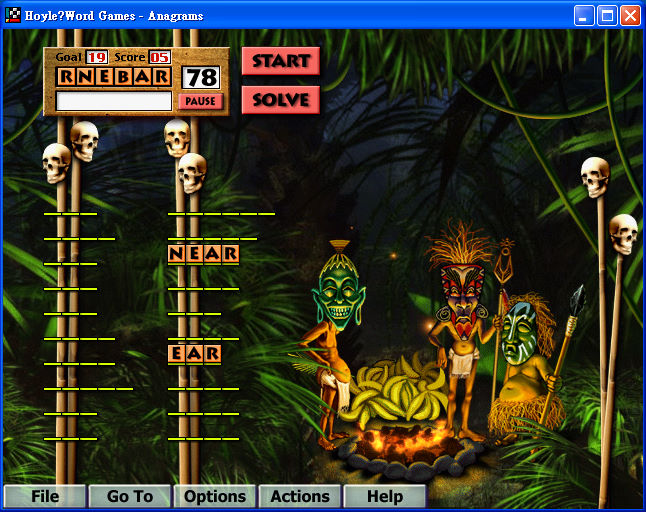 Hoyle?Word Games - Anagrams
Goal 19 Score 05
RNEBAR 78
PAUSE
START
SOLVE
NEAR
EAR
File Go To Options Actions Help